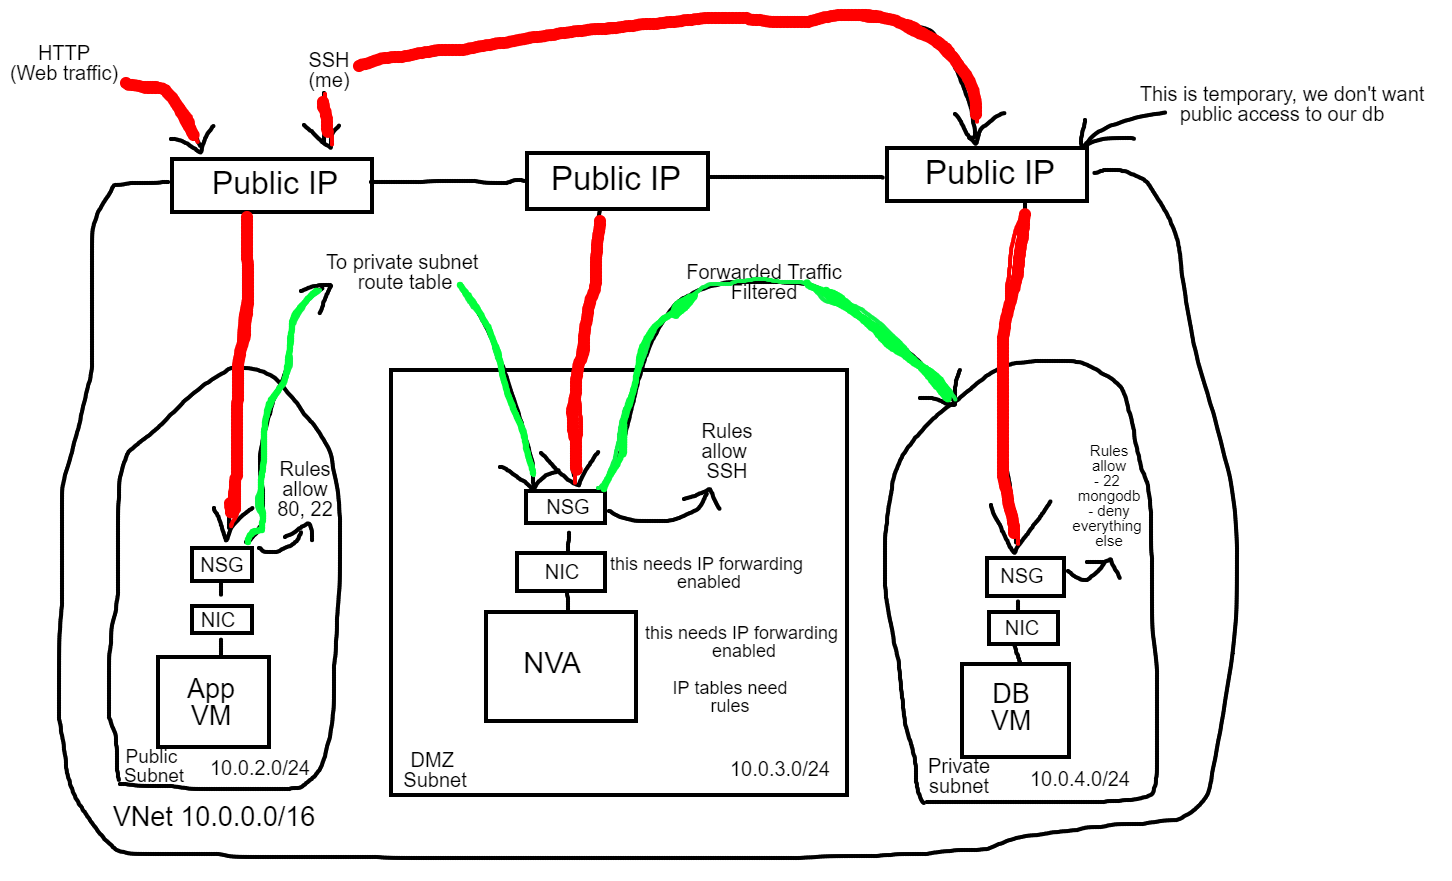 HTTP
(Web traffic)
SSH
(me)
This is temporary, we don't want
public access to our db
Public IP
Public IP
Public IP
To private subnet
route table
Forwarded Traffic
Filtered
Rules
allow
80, 22
NSG
NIC
App
VM
Public
Subnet
10.0.2.0/24
Rules
allow
SSH
NSG
NIC
this needs IP forwarding
enabled
NVA
this needs IP forwarding
enabled
IP tables need
rules
DMZ
Subnet
10.0.3.0/24
Rules
allow
- 22
mongodb
- deny
everything
else
NSG
NIC
DB
VM
Private
subnet
10.0.4.0/24
VNet 10.0.0.0/16